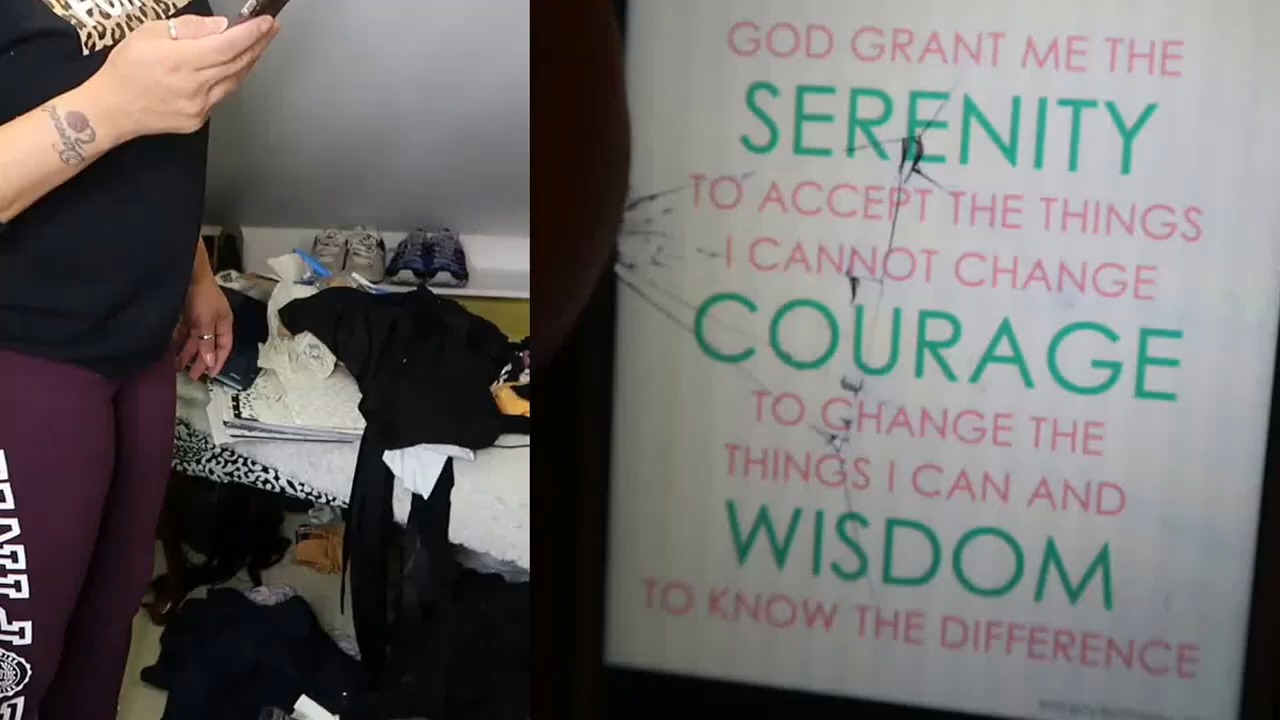 GOD GRANT ME THE
SERENITY
TO ACCEPT THE THINGS
I CANNOT CHANGE
COURAGE
TO CHANGE THE
THINGS I CAN AND
WISDOM
TO KNOW THE DIFFERENCE